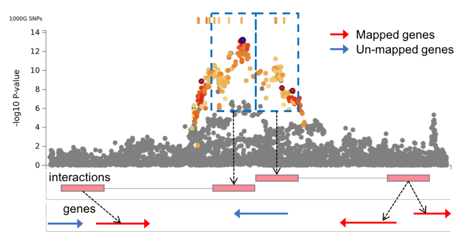 1000G SNPs
14
12
10
8
6
4
2
0
-log10 P-value
Mapped genes
Un-mapped genes
interactions
genes